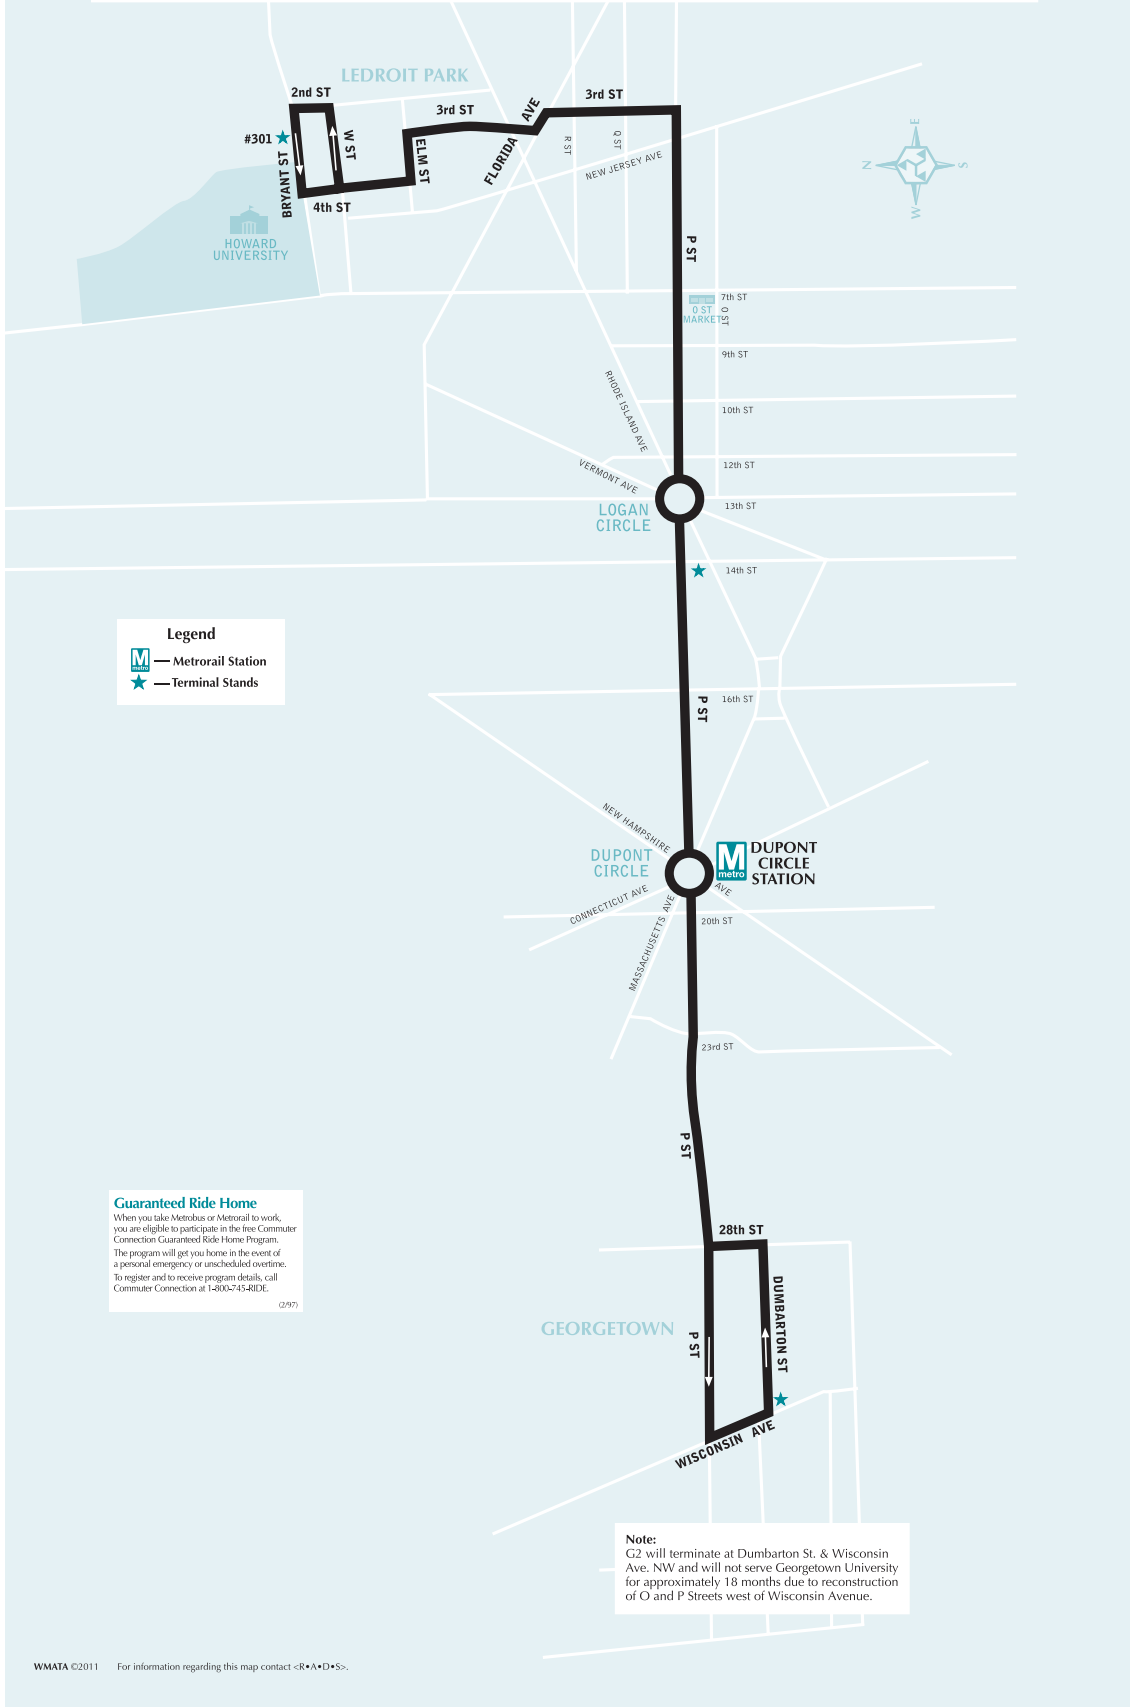 LEDROIT PARK
2nd ST
3rd ST
AVE
3rd ST
#301
W ST
ELM ST
FLORIDA
R ST
Q ST
NEW JERSEY AVE
BRYANT ST
4th ST
E
N
S
W
HOWARD
UNIVERSITY
P ST
7th ST
O ST
MARKET
O ST
9th ST
RHODE ISLAND AVE
10th ST
VERMONT AVE
12th ST
LOGAN
CIRCLE
13th ST
14th ST
Legend
M
metro
Metrorail Station
Terminal Stands
P ST
16th ST
NEW HAMPSHIRE
DUPONT
CIRCLE
M
metro
DUPONT
CIRCLE
STATION
AVE
CONNECTICUT AVE
MASSACHUSETTS AVE
20th ST
23rd ST
P ST
Guaranteed Ride Home
When you take Metrobus or Metrorail to work,
you are eligible to participate in the free Commuter
Connection Guaranteed Ride Home Program.
The program will get you home in the event of
a personal emergency or unscheduled overtime.
To register and to receive program details, call
Commuter Connection at 1-800-745-RIDE.
(2/97)
28th ST
DUMBARTON ST
GEORGETOWN
P ST
WISCONSIN AVE
Note:
G2 will terminate at Dumbarton St. & Wisconsin
Ave. NW and will not serve Georgetown University
for approximately 18 months due to reconstruction
of O and P Streets west of Wisconsin Avenue.
WMATA ©2011 For information regarding this map contact <R•A•D•S>.